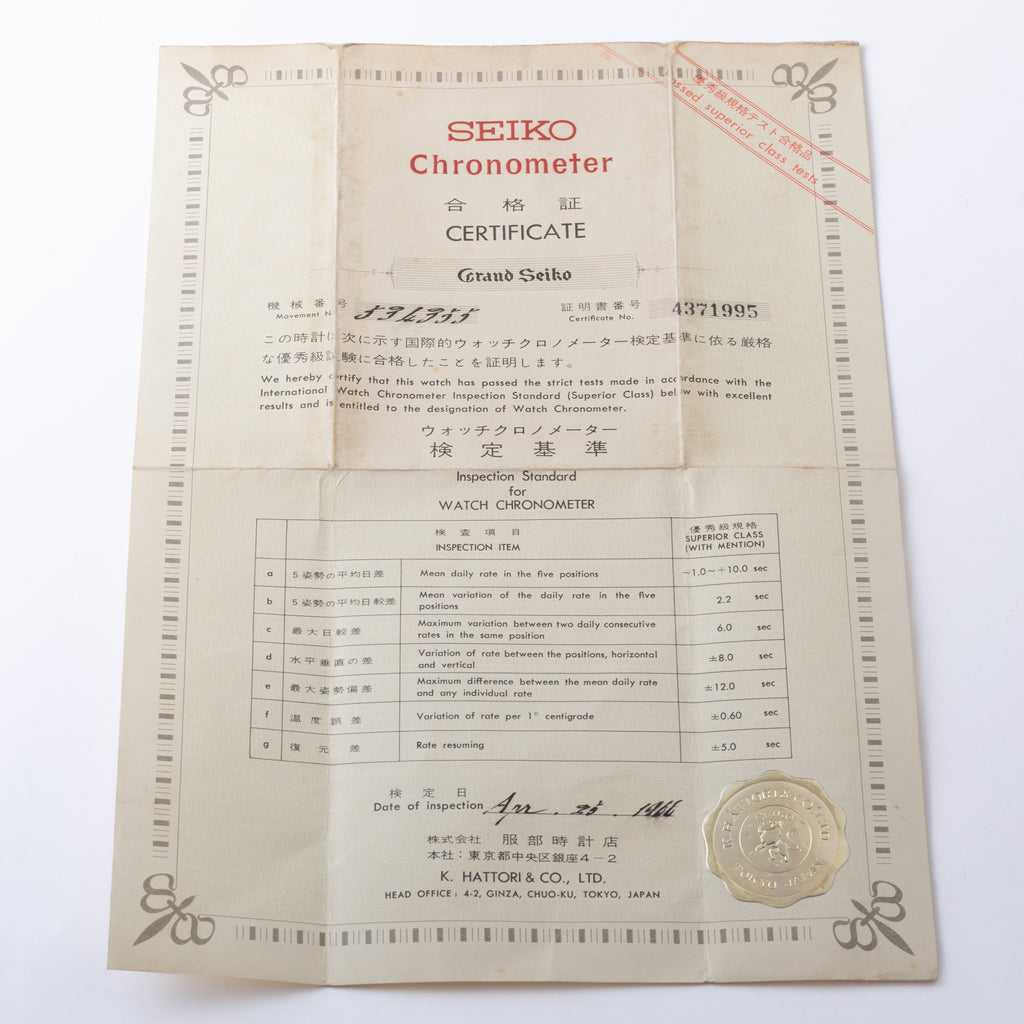 優秀級規格テスト合格品
passed superior class tests
SEIKO
Chronometer
合格証
CERTIFICATE
Grand Seiko
機械番号
Movement No.
536355
証明書番号
Certificate No.
4371995
この時計は次に示す国際的ウォッチクロノメーター検定基準に依る厳格
な優秀級試験に合格したことを証明します。
We hereby certify that this watch has passed the strict tests made in accordance with the
International Watch Chronometer Inspection Standard (Superior Class) below with excellent
results and is entitled to the designation of Watch Chronometer.
ウォッチクロノメーター
検定基準
Inspection Standard
for
WATCH CHRONOMETER
検査項目
INSPECTION ITEM
優秀級規格
SUPERIOR CLASS
(WITH MENTION)
a 5姿勢の平均日差 Mean daily rate in the five positions −1.0~+10.0 sec
b 5姿勢の平均日較差 Mean variation of the daily rate in the five
positions 2.2 sec
c 最大日較差 Maximum variation between two daily consecutive
rates in the same position 6.0 sec
d 水平垂直の差 Variation of rate between the positions, horizontal
and vertical ±8.0 sec
e 最大姿勢偏差 Maximum difference between the mean daily rate
and any individual rate ±12.0 sec
f 温度誤差 Variation of rate per 1° centigrade ±0.60 sec
g 復元差 Rate resuming ±5.0 sec
検定日
Date of inspection Apr. 25. 1966
株式会社 服部時計店
本社:東京都中央区銀座4−2
K. HATTORI & CO., LTD.
HEAD OFFICE: 4-2, GINZA, CHUO-KU, TOKYO, JAPAN
K. HATTORI & CO. LTD
SEIKO
TOKYO JAPAN